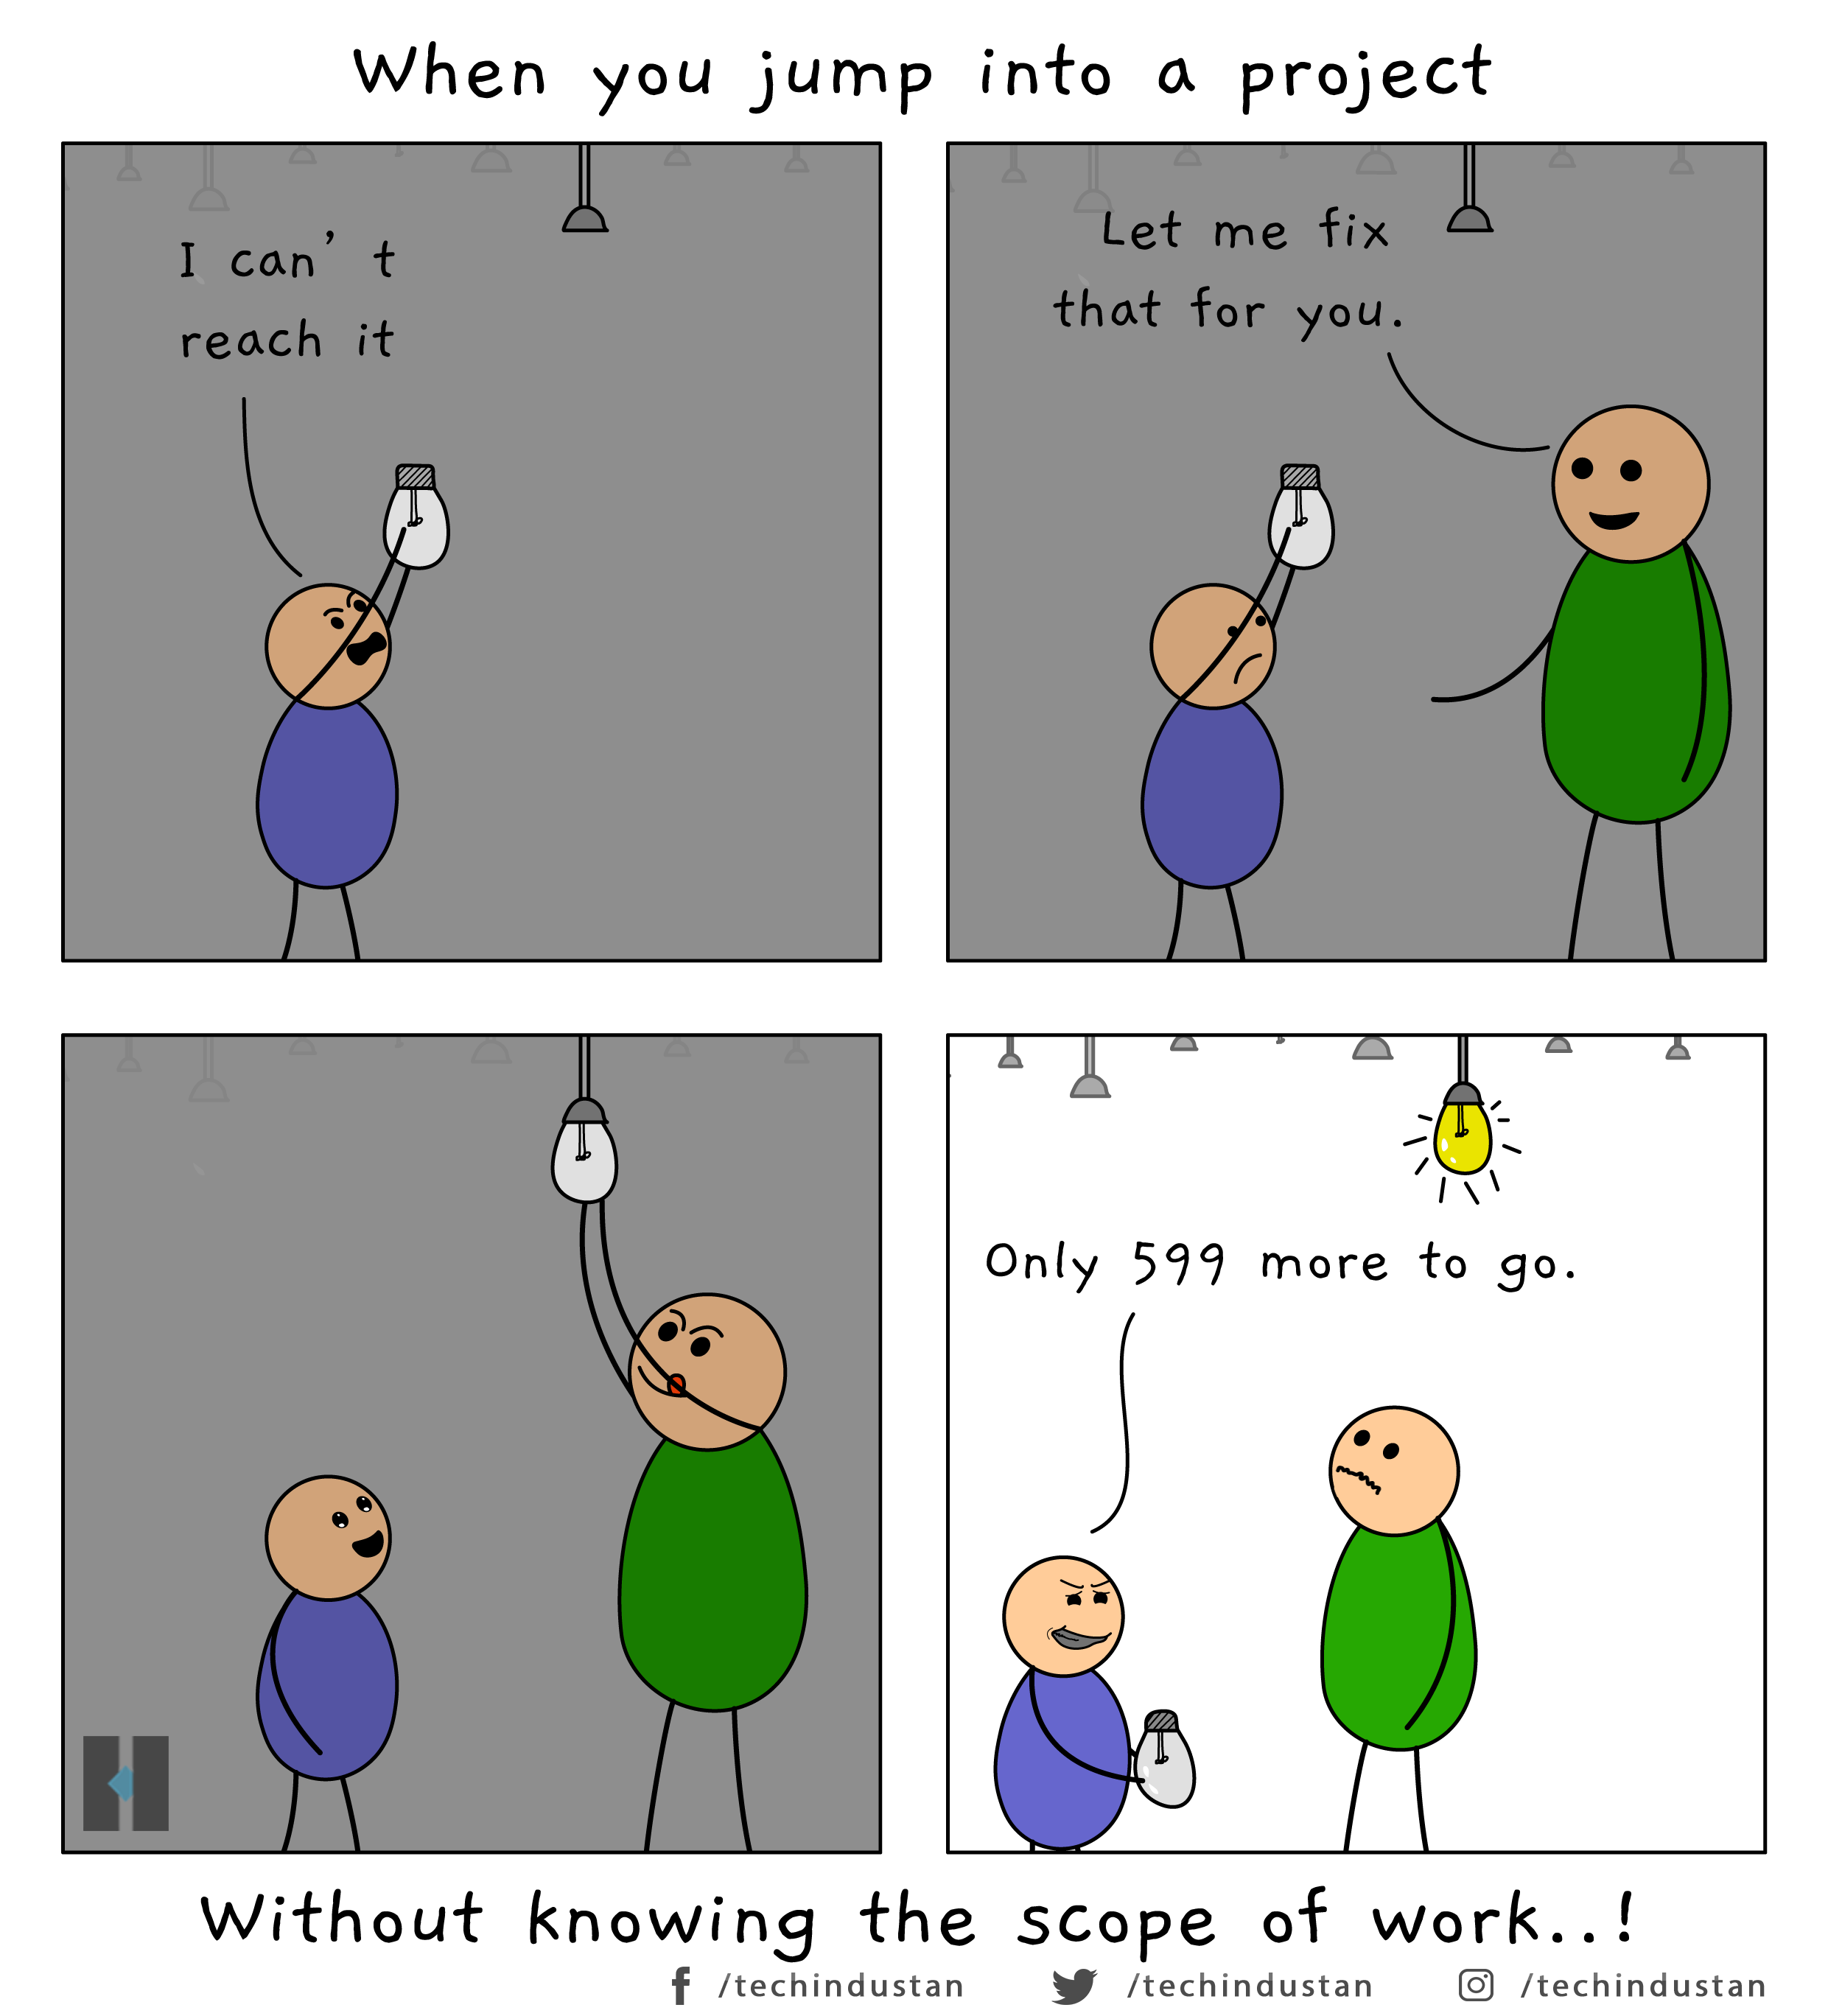 When you jump into a project
I can't
reach it
Let me fix
that for you.
Only 599 more to go.
Without knowing the scope of work...!
/techindustan /techindustan /techindustan